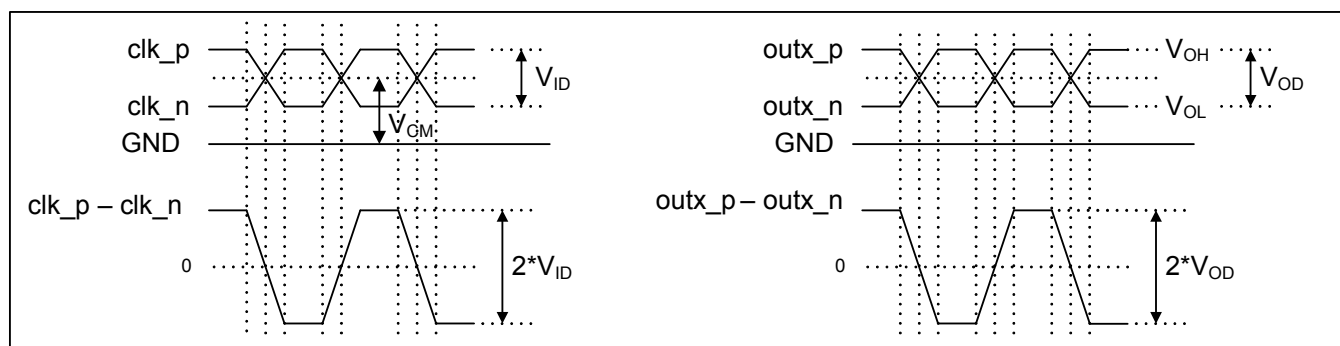 clk_p
V_ID
clk_n
V_CM
GND
clk_p – clk_n
0
2*V_ID
outx_p
V_OH
V_OD
outx_n
V_OL
GND
outx_p – outx_n
0
2*V_OD